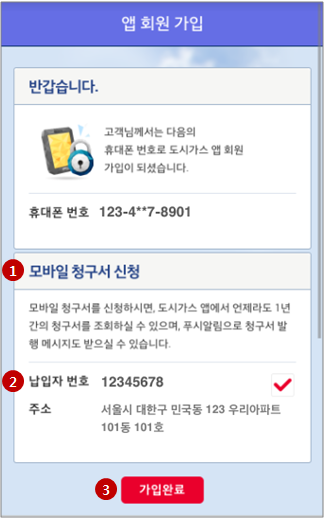 앱 회원 가입
반갑습니다.
고객님께서는 다음의
휴대폰 번호로 도시가스 앱 회원
가입이 되셨습니다.
휴대폰 번호 123-4**7-8901
1 모바일 청구서 신청
모바일 청구서를 신청하시면, 도시가스 앱에서 언제라도 1년
간의 청구서를 조회하실 수 있으며, 푸시알림으로 청구서 발
행 메시지도 받으실 수 있습니다.
2 납입자 번호 12345678
주소 서울시 대한구 민국동 123 우리아파트
101동 101호
3 가입완료